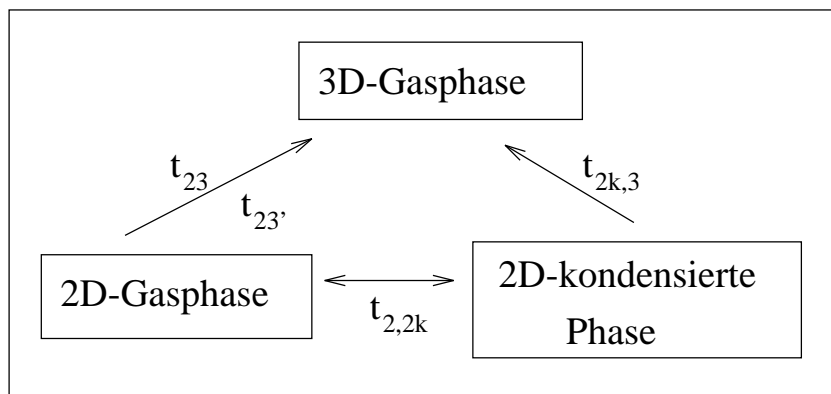 3D-Gasphase
t₂₃
t₂₃,
t₂ₖ,₃
2D-Gasphase
t₂,₂ₖ
2D-kondensierte
Phase